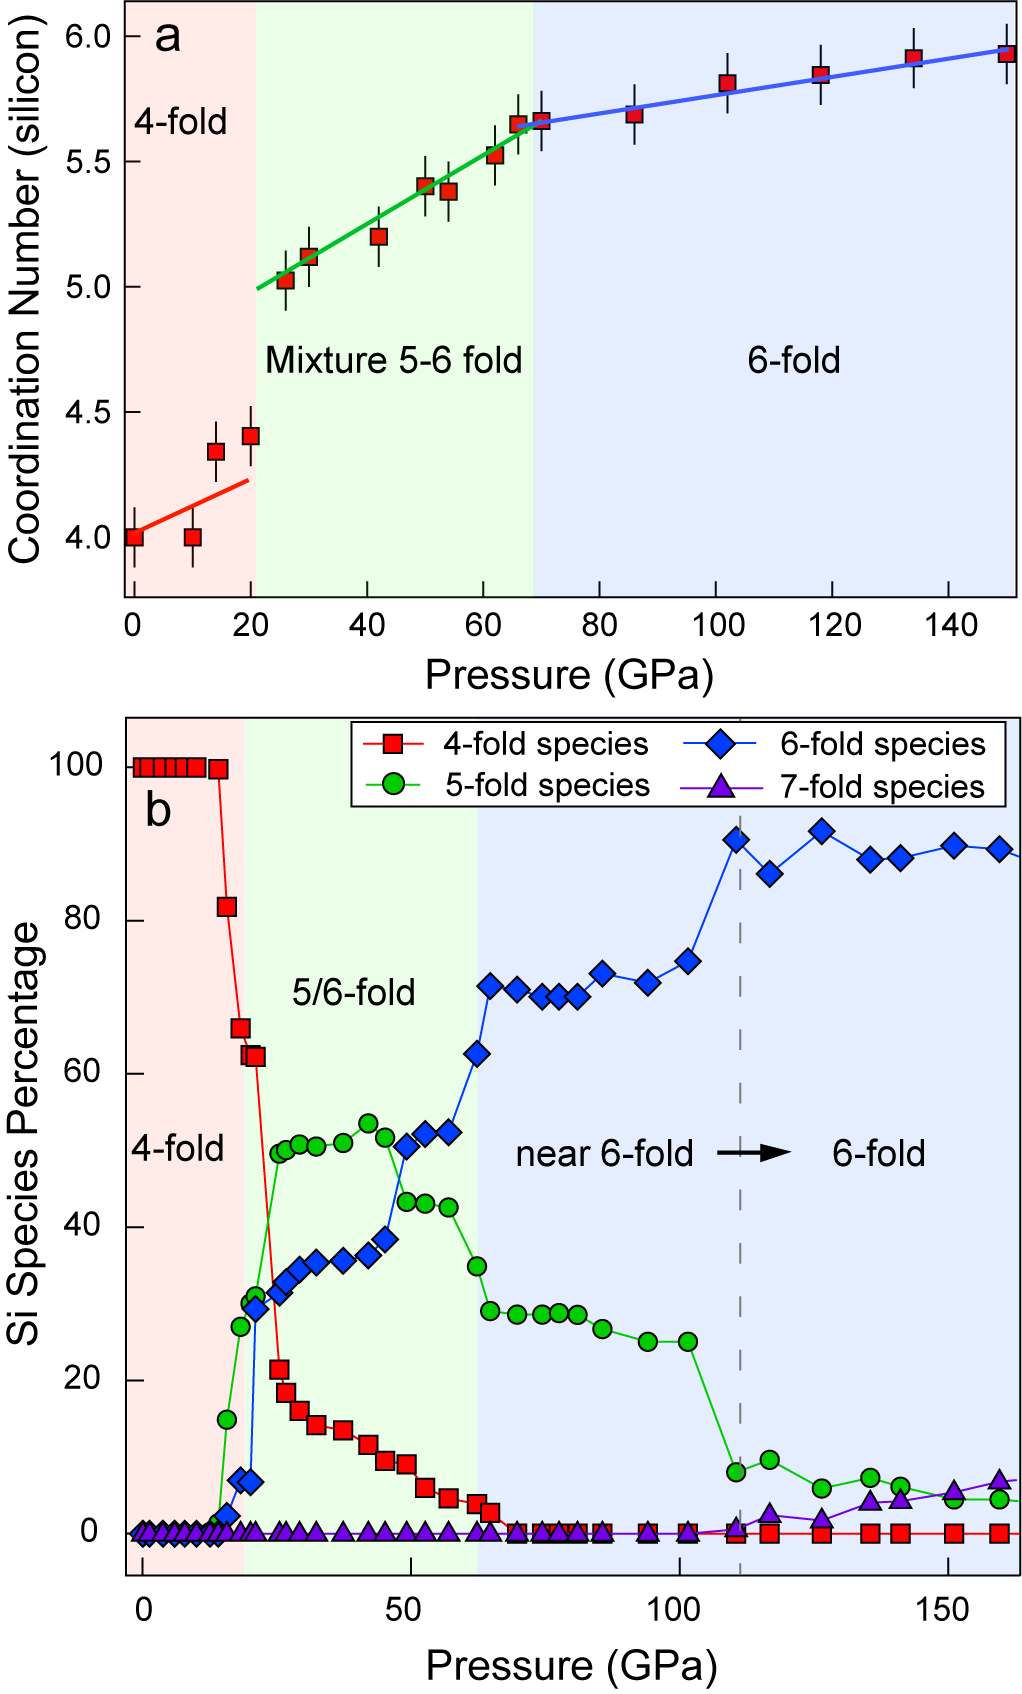 a
6.0
4-fold
5.5
5.0
Mixture 5-6 fold
6-fold
4.5
4.0
Coordination Number (silicon)
0 20 40 60 80 100 120 140
Pressure (GPa)
4-fold species 6-fold species
5-fold species 7-fold species
100
b
80
5/6-fold
60
4-fold
near 6-fold 6-fold
40
20
0
Si Species Percentage
0 50 100 150
Pressure (GPa)